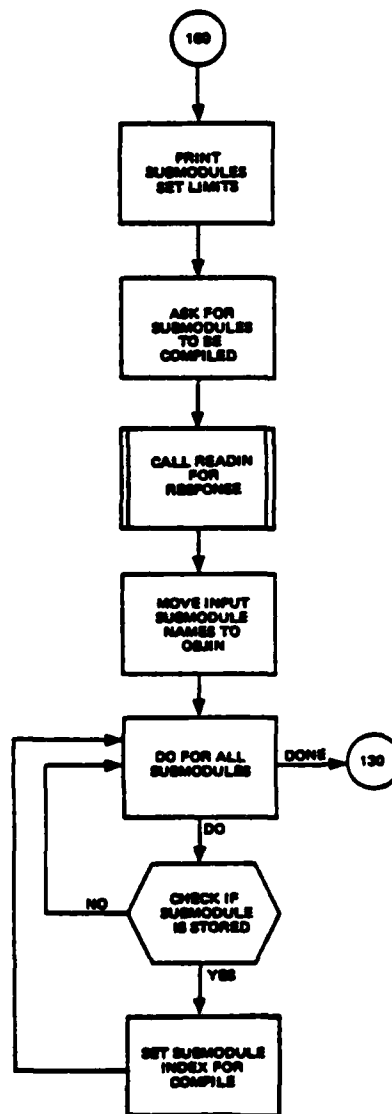 160
PRINT
SUBMODULES
SET LIMITS
ASK FOR
SUBMODULES
TO BE
COMPILED
CALL READIN
FOR
RESPONSE
MOVE INPUT
SUBMODULE
NAMES TO
OBJIN
DO FOR ALL
SUBMODULES
DONE
130
DO
CHECK IF
SUBMODULE
IS STORED
NO
YES
SET SUBMODULE
INDEX FOR
COMPILE